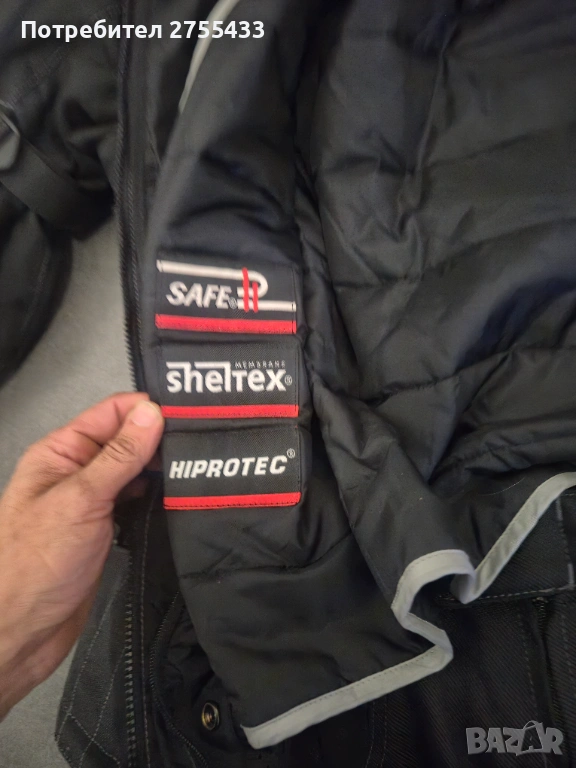 Потребител 2755433
SAFE®
MEMBRANE
sheltex®
HIPROTEC®
BAZAR